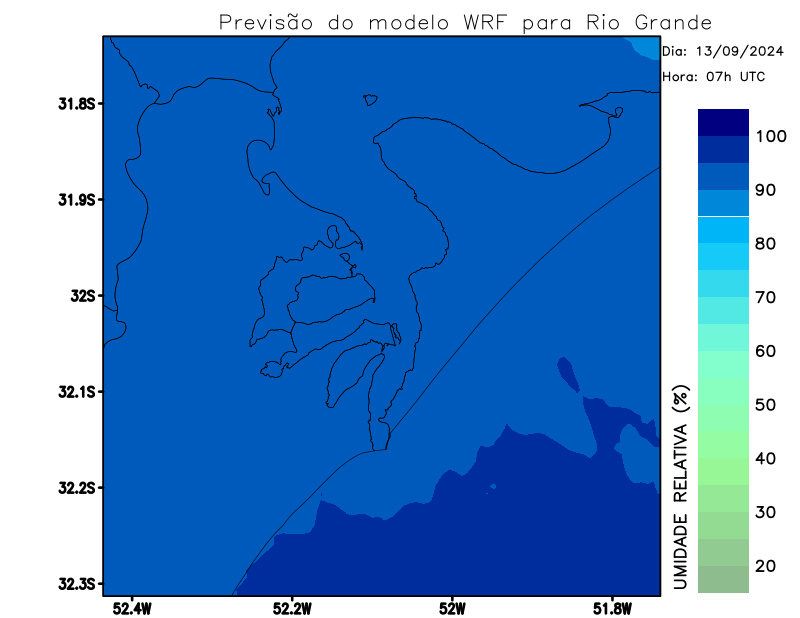 Previsão do modelo WRF para Rio Grande
Dia: 13/09/2024
Hora: 07h UTC
31.8S
31.9S
32S
32.1S
32.2S
32.3S
52.4W
52.2W
52W
51.8W
100
90
80
70
60
50
40
30
20
UMIDADE RELATIVA (%)